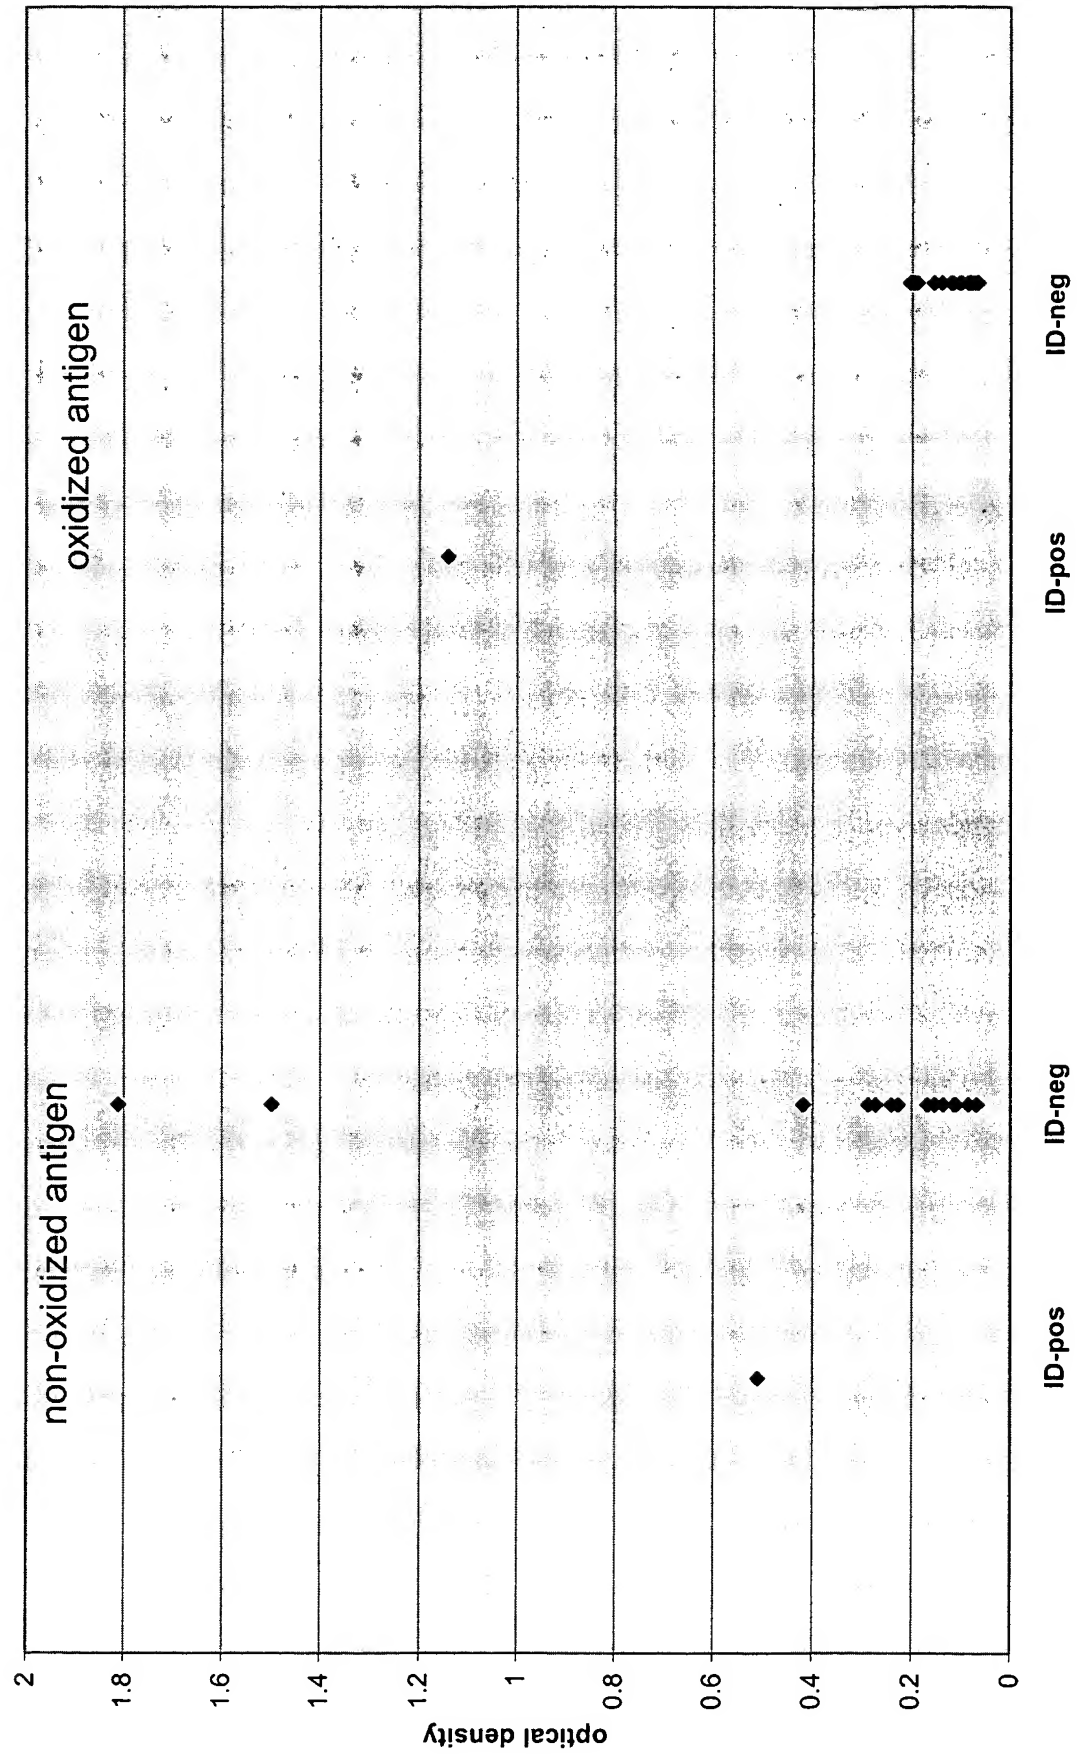 non-oxidized antigen
oxidized antigen
optical density
2
1.8
1.6
1.4
1.2
1
0.8
0.6
0.4
0.2
0
ID-pos
ID-neg
ID-pos
ID-neg